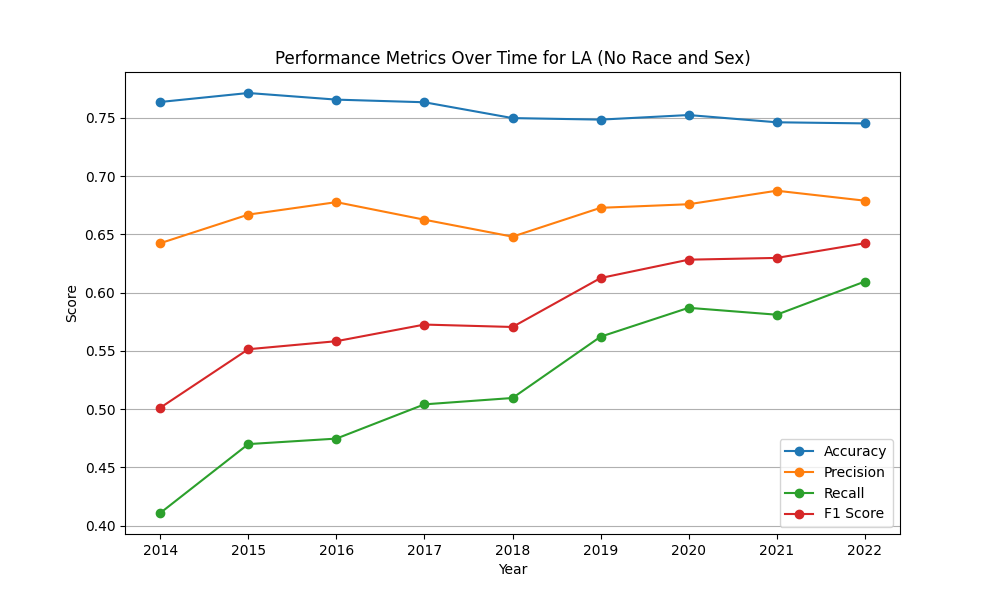 Performance Metrics Over Time for LA (No Race and Sex)
Score
0.75
0.70
0.65
0.60
0.55
0.50
0.45
0.40
Accuracy
Precision
Recall
F1 Score
2014 2015 2016 2017 2018 2019 2020 2021 2022
Year